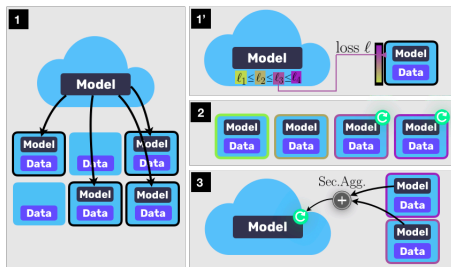 1
Model
Model
Data
Data
Model
Data
Data
Model
Data
Model
Data
1'
Model
ℓ₁≤ℓ₂≤ℓ₃≤ℓ₄
loss ℓ
Model
Data
2
Model
Data
Model
Data
Model
Data
Model
Data
3
Sec.Agg.
Model
+
Model
Data
Model
Data